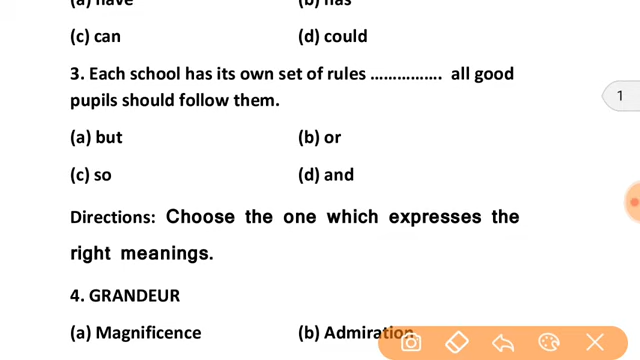 (a) have (b) has
(c) can (d) could
3. Each school has its own set of rules ……………. all good
pupils should follow them.
(a) but (b) or
(c) so (d) and
Directions: Choose the one which expresses the
right meanings.
4. GRANDEUR
(a) Magnificence (b) Admiration
1